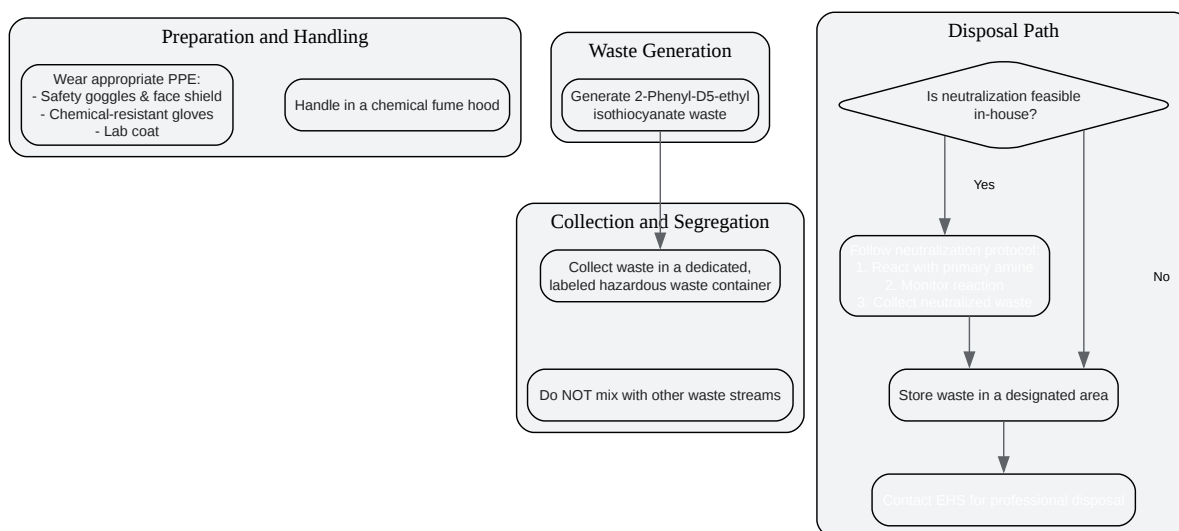 Preparation and Handling
Wear appropriate PPE:
- Safety goggles & face shield
- Chemical-resistant gloves
- Lab coat
Handle in a chemical fume hood
Waste Generation
Generate 2-Phenyl-D5-ethyl
isothiocyanate waste
Collection and Segregation
Collect waste in a dedicated,
labeled hazardous waste container
Do NOT mix with other waste streams
Disposal Path
Is neutralization feasible
in-house?
Yes
No
Follow neutralization protocol:
1. React with primary amine
2. Monitor reaction
3. Collect neutralized waste
Store waste in a designated area
Contact EHS for professional disposal